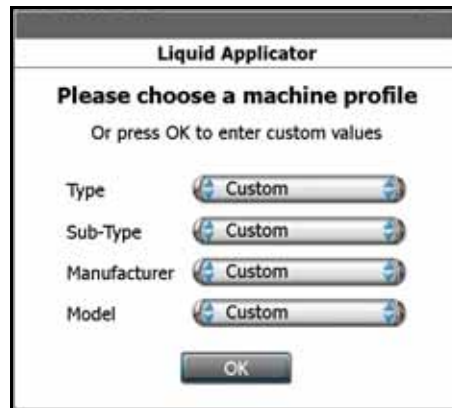 Liquid Applicator
Please choose a machine profile
Or press OK to enter custom values
Type Custom
Sub-Type Custom
Manufacturer Custom
Model Custom
OK